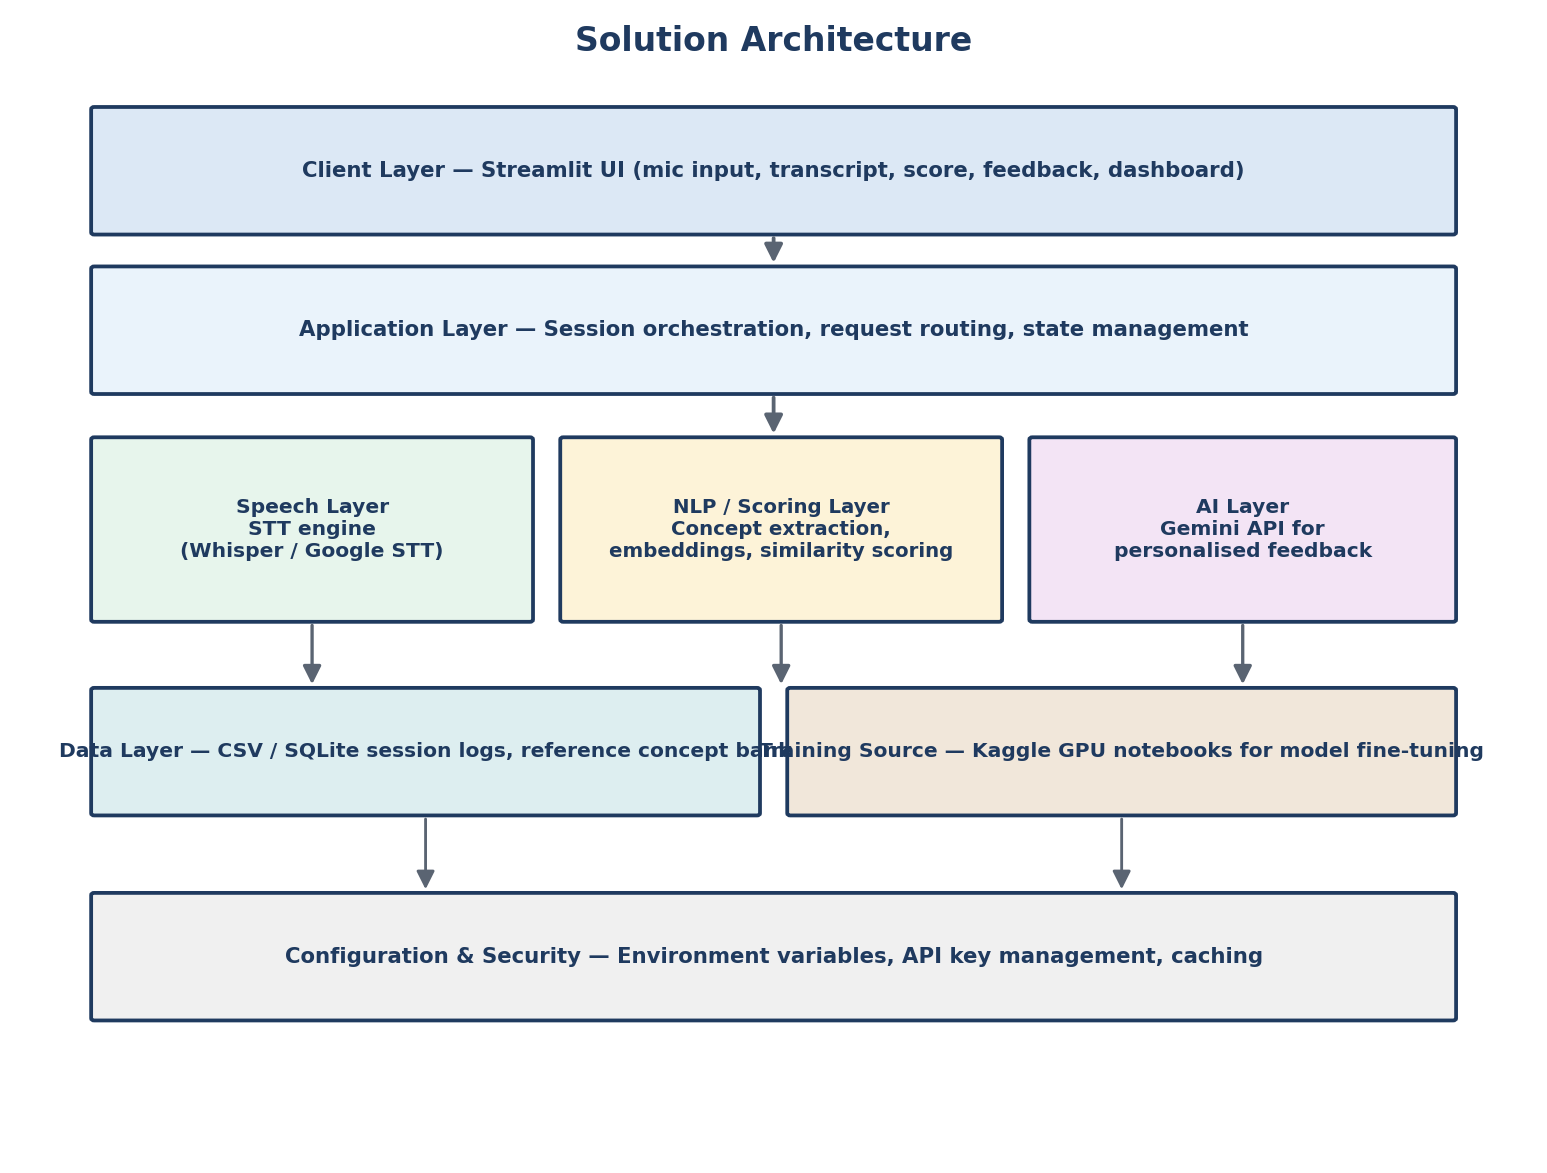 Solution Architecture
Client Layer — Streamlit UI (mic input, transcript, score, feedback, dashboard)
Application Layer — Session orchestration, request routing, state management
Speech Layer
STT engine
(Whisper / Google STT)
NLP / Scoring Layer
Concept extraction,
embeddings, similarity scoring
AI Layer
Gemini API for
personalised feedback
Data Layer — CSV / SQLite session logs, reference concept bank
Training Source — Kaggle GPU notebooks for model fine-tuning
Configuration & Security — Environment variables, API key management, caching